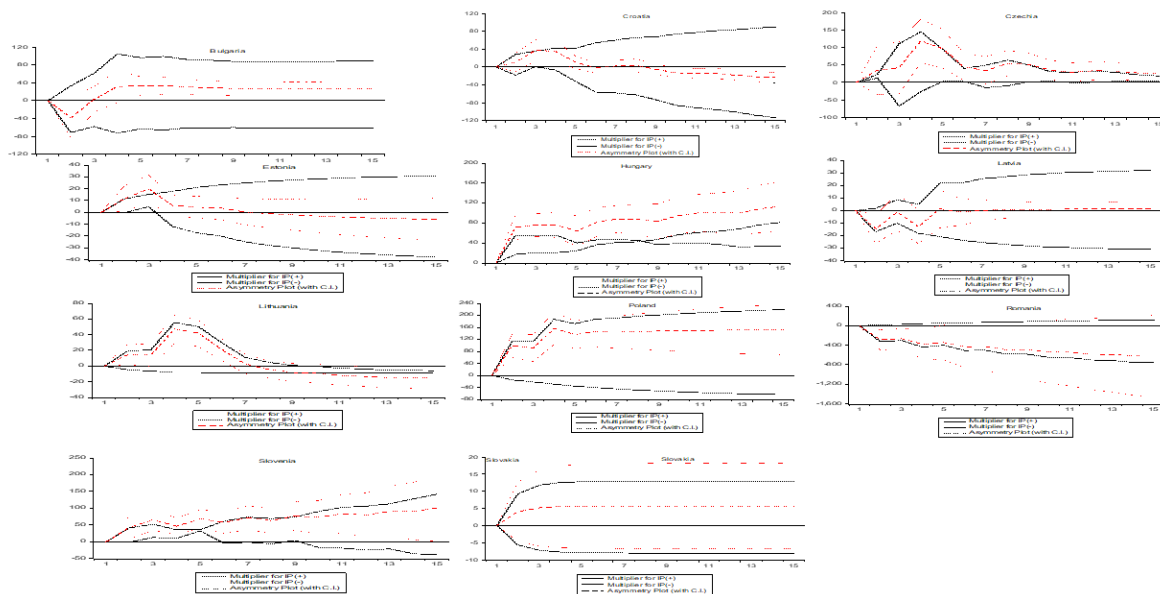 Bulgaria
120
80
40
0
-40
-80
-120
1 3 5 7 9 11 13 15
Croatia
120
80
40
0
-40
-80
-120
1 3 5 7 9 11 13 15
Multiplier for IP(+)
Multiplier for IP(-)
Asymmetry Plot (with C.I.)
Czechia
200
150
100
50
0
-50
-100
1 3 5 7 9 11 13 15
Multiplier for IP(+)
Multiplier for IP(-)
Asymmetry Plot (with C.I.)
Multiplier for IP(+)
Multiplier for IP(-)
Asymmetry Plot (with C.I.)
Estonia
40
30
20
10
0
-10
-20
-30
-40
1 3 5 7 9 11 13 15
Multiplier for IP(+)
Multiplier for IP(-)
Asymmetry Plot (with C.I.)
Hungary
200
160
120
80
40
0
1 3 5 7 9 11 13 15
Multiplier for IP(+)
Multiplier for IP(-)
Asymmetry Plot (with C.I.)
Latvia
40
30
20
10
0
-10
-20
-30
-40
1 3 5 7 9 11 13 15
Multiplier for IP(+)
Multiplier for IP(-)
Asymmetry Plot (with C.I.)
Lithuania
80
60
40
20
0
-20
-40
1 3 5 7 9 11 13 15
Multiplier for IP(+)
Multiplier for IP(-)
Asymmetry Plot (with C.I.)
Poland
240
200
160
120
80
40
0
-40
-80
1 3 5 7 9 11 13 15
Multiplier for IP(+)
Multiplier for IP(-)
Asymmetry Plot (with C.I.)
Romania
400
0
-400
-800
-1,200
-1,600
1 3 5 7 9 11 13 15
Multiplier for IP(+)
Multiplier for IP(-)
Asymmetry Plot (with C.I.)
Slovenia
250
200
150
100
50
0
-50
1 3 5 7 9 11 13 15
Multiplier for IP(+)
Multiplier for IP(-)
Asymmetry Plot (with C.I.)
Slovakia Slovakia
20
15
10
5
0
-5
-10
1 3 5 7 9 11 13 15
Multiplier for IP(+)
Multiplier for IP(-)
Asymmetry Plot (with C.I.)